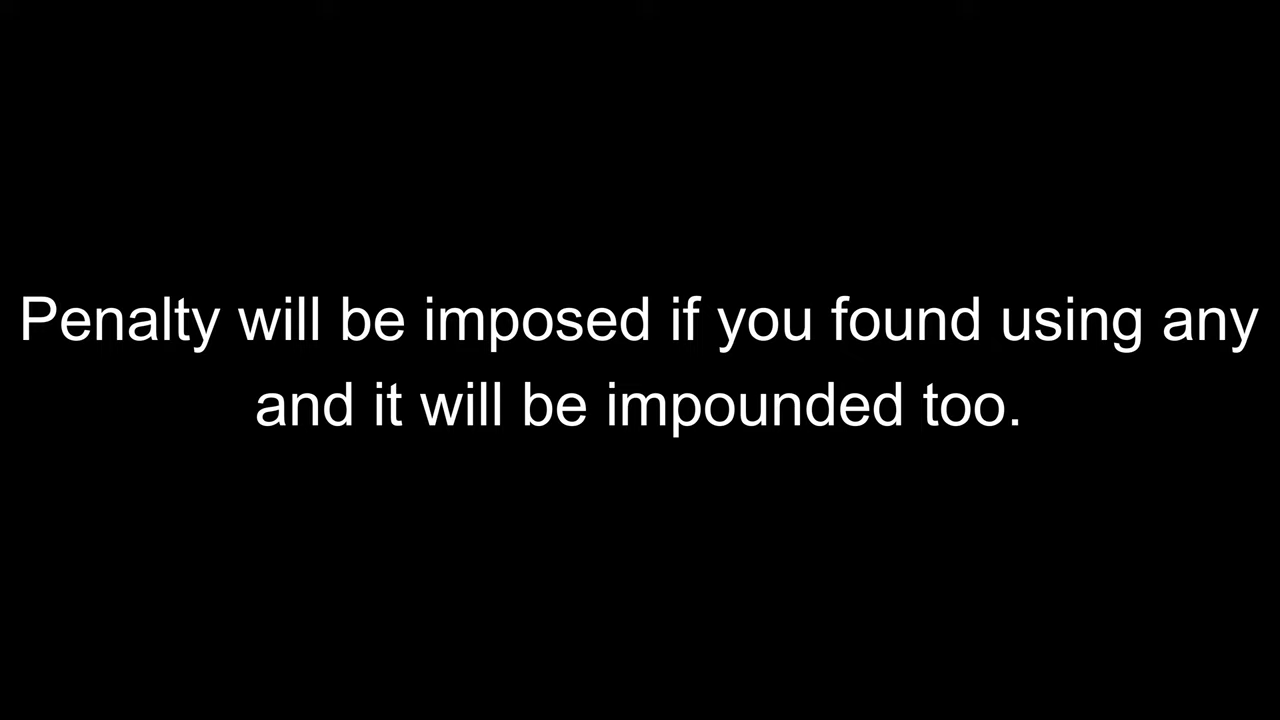 Penalty will be imposed if you found using any
and it will be impounded too.